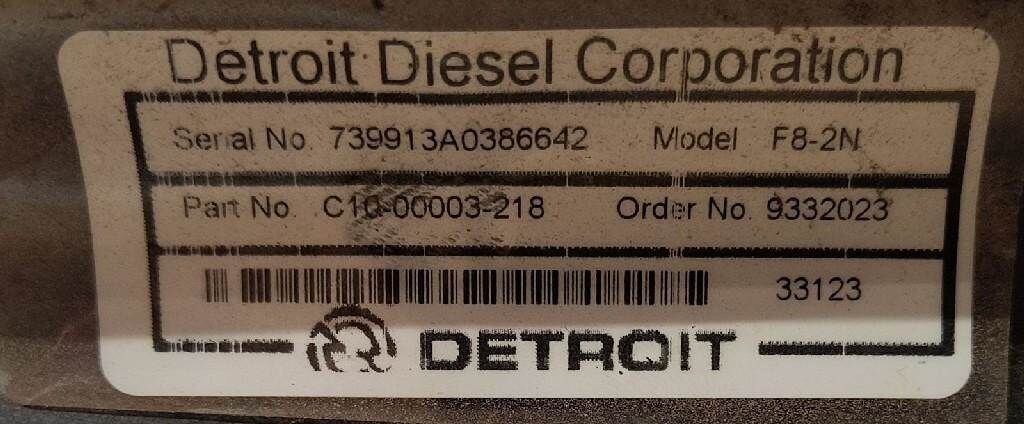 Detroit Diesel Corporation
Serial No. 739913A0386642 Model F8-2N
Part No. C10-00003-218 Order No. 9332023
33123
DETROIT